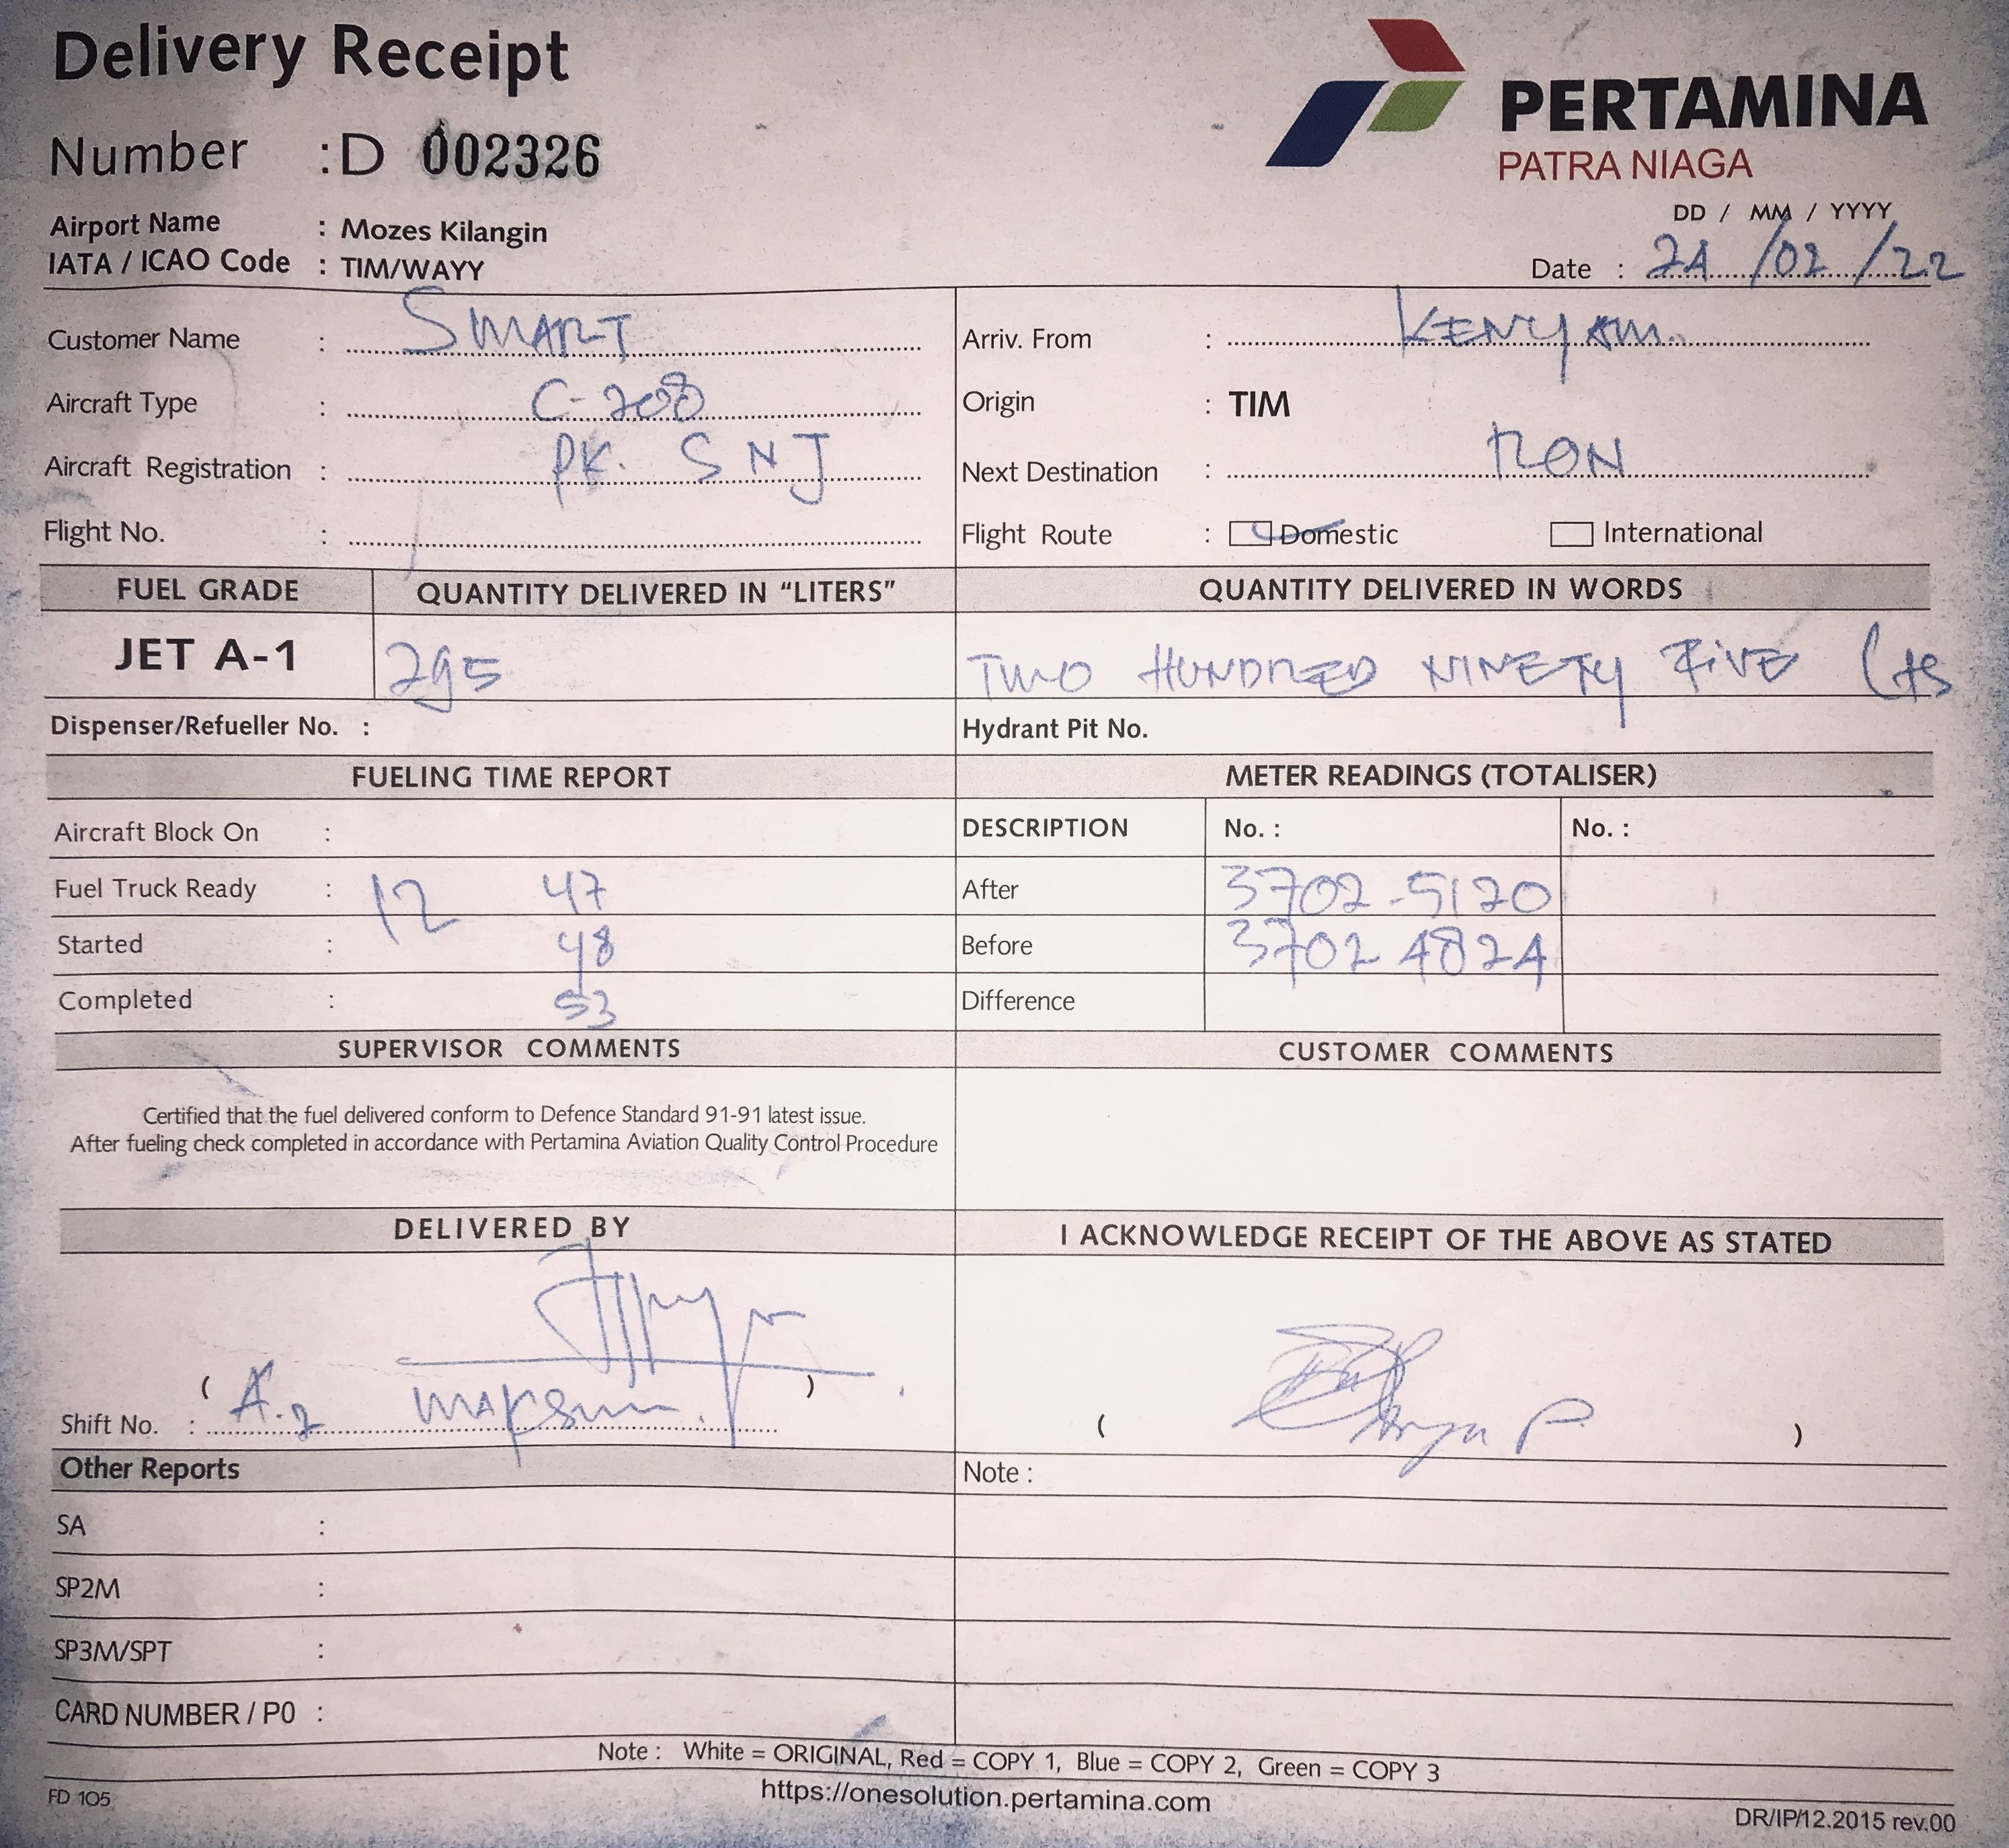 Delivery Receipt
PERTAMINA
PATRA NIAGA
Number : D 002326
Airport Name : Mozes Kilangin
IATA / ICAO Code : TIM/WAYY
DD / MM / YYYY
Date : 24/02/22
Customer Name : SMART
Arriv. From : KENYAM.
Aircraft Type : C-208
Origin : TIM
Aircraft Registration : PK. SNJ
Next Destination : RON
Flight No. :
Flight Route : Domestic International
FUEL GRADE QUANTITY DELIVERED IN “LITERS” QUANTITY DELIVERED IN WORDS
JET A-1 295 TWO HUNDRED NINETY FIVE Lts
Dispenser/Refueller No. : Hydrant Pit No.
FUELING TIME REPORT METER READINGS (TOTALISER)
Aircraft Block On : DESCRIPTION No. : No. :
Fuel Truck Ready : 12 47 After 3702-5120
Started : 48 Before 3702 4824
Completed : 53 Difference
SUPERVISOR COMMENTS CUSTOMER COMMENTS
Certified that the fuel delivered conform to Defence Standard 91-91 latest issue.
After fueling check completed in accordance with Pertamina Aviation Quality Control Procedure
DELIVERED BY I ACKNOWLEDGE RECEIPT OF THE ABOVE AS STATED
( )
Shift No. : A.2 Maksum. ( P )
Other Reports Note :
SA :
SP2M :
SP3M/SPT :
CARD NUMBER / P0 :
Note : White = ORIGINAL, Red = COPY 1, Blue = COPY 2, Green = COPY 3
https://onesolution.pertamina.com
FD 105
DR/IP/12.2015 rev.00